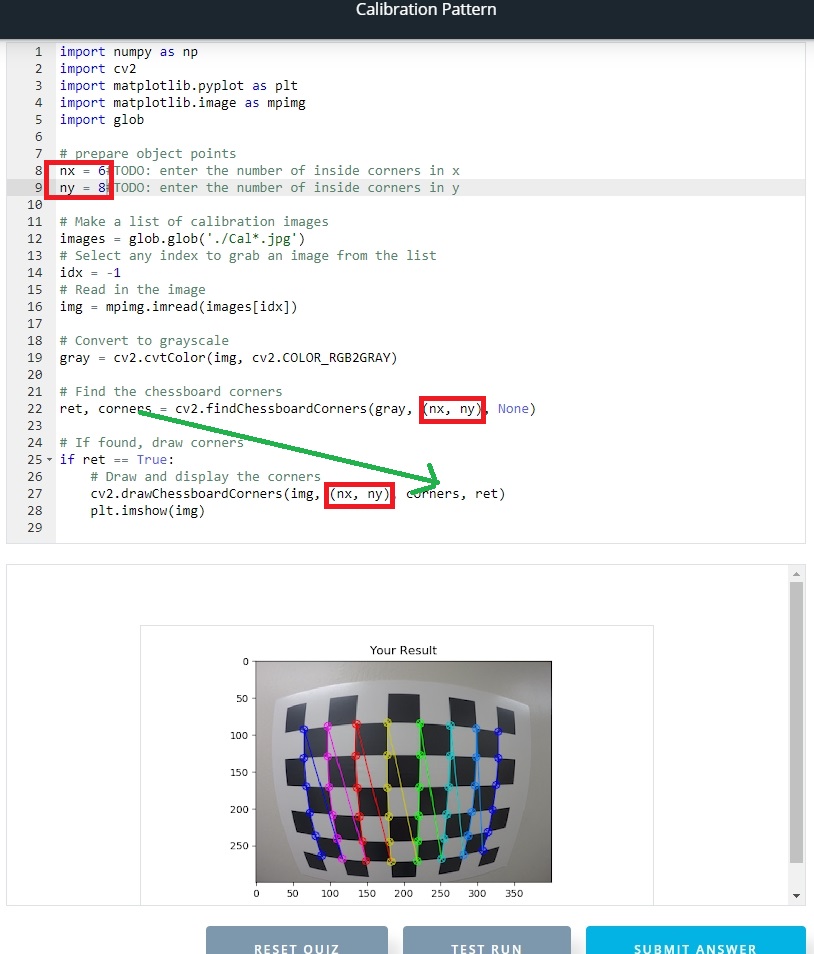 Calibration Pattern
1 import numpy as np
2 import cv2
3 import matplotlib.pyplot as plt
4 import matplotlib.image as mpimg
5 import glob
6
7 # prepare object points
8 nx = 6#TODO: enter the number of inside corners in x
9 ny = 8#TODO: enter the number of inside corners in y
10
11 # Make a list of calibration images
12 images = glob.glob('./Cal*.jpg')
13 # Select any index to grab an image from the list
14 idx = -1
15 # Read in the image
16 img = mpimg.imread(images[idx])
17
18 # Convert to grayscale
19 gray = cv2.cvtColor(img, cv2.COLOR_RGB2GRAY)
20
21 # Find the chessboard corners
22 ret, corners = cv2.findChessboardCorners(gray, (nx, ny), None)
23
24 # If found, draw corners
25 if ret == True:
26 # Draw and display the corners
27 cv2.drawChessboardCorners(img, (nx, ny), corners, ret)
28 plt.imshow(img)
29
Your Result
0
50
100
150
200
250
0 50 100 150 200 250 300 350
RESET QUIZ TEST RUN SUBMIT ANSWER